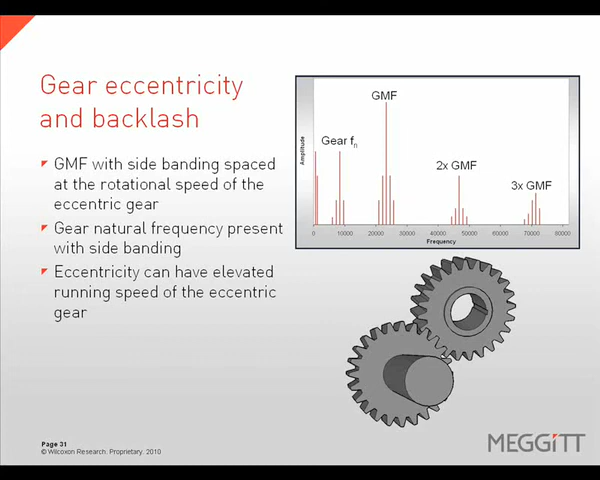 Gear eccentricity
and backlash
GMF with side banding spaced
at the rotational speed of the
eccentric gear
Gear natural frequency present
with side banding
Eccentricity can have elevated
running speed of the eccentric
gear
GMF
Gear fn
2x GMF
3x GMF
Amplitude
0 10000 20000 30000 40000 50000 60000 70000 80000
Frequency
Page 31
© Wilcoxon Research, Proprietary, 2010
MEGGITT